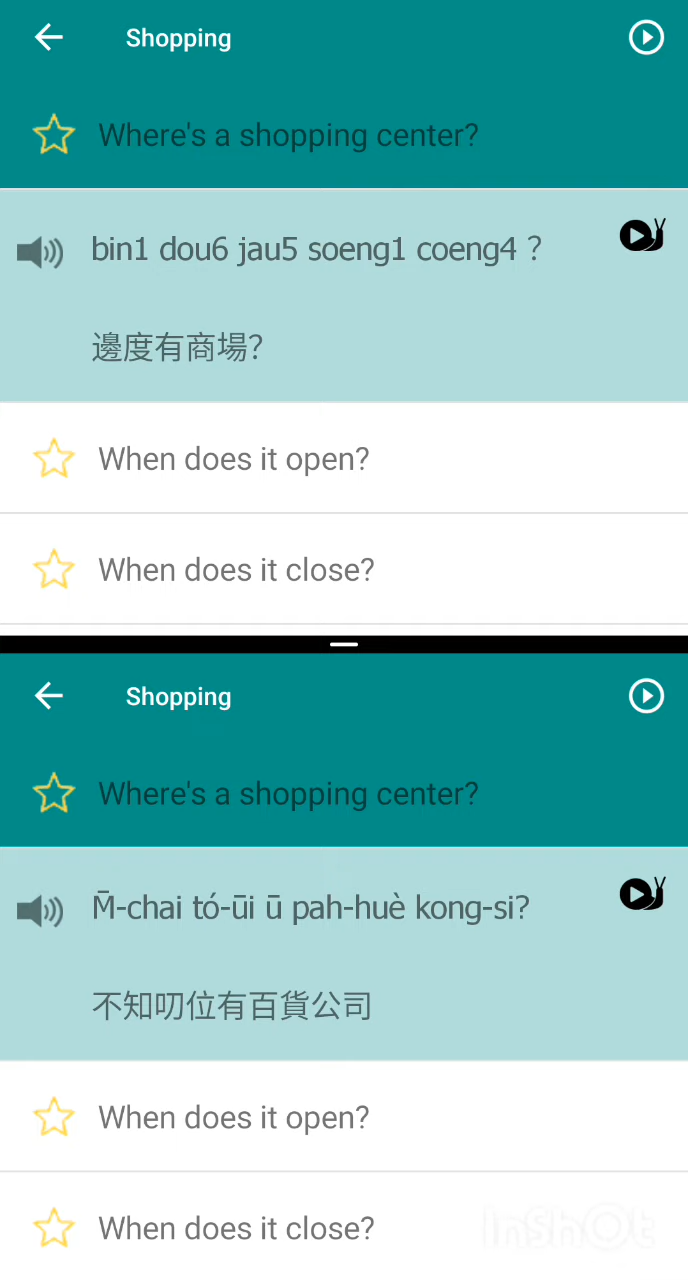 Shopping
Where's a shopping center?
bin1 dou6 jau5 soeng1 coeng4 ?
邊度有商場?
When does it open?
When does it close?
Shopping
Where's a shopping center?
M̄-chai tó-ūi ū pah-huè kong-si?
不知叨位有百貨公司
When does it open?
When does it close?
InShOt